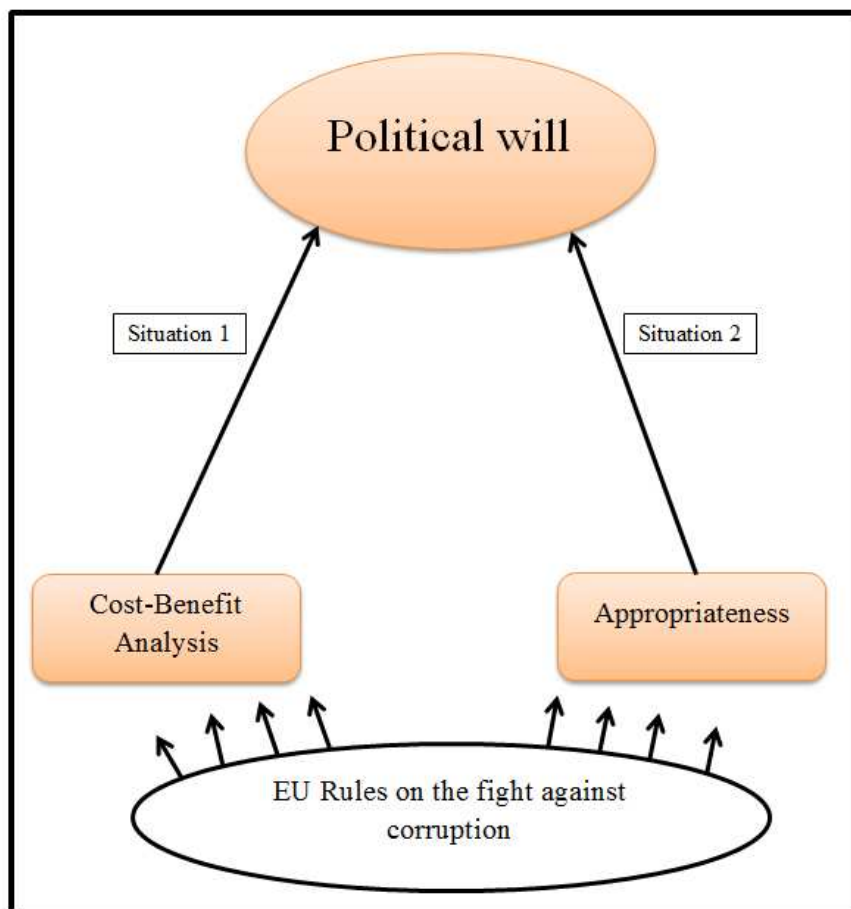 Political will
Situation 1
Situation 2
Cost-Benefit
Analysis
Appropriateness
EU Rules on the fight against
corruption